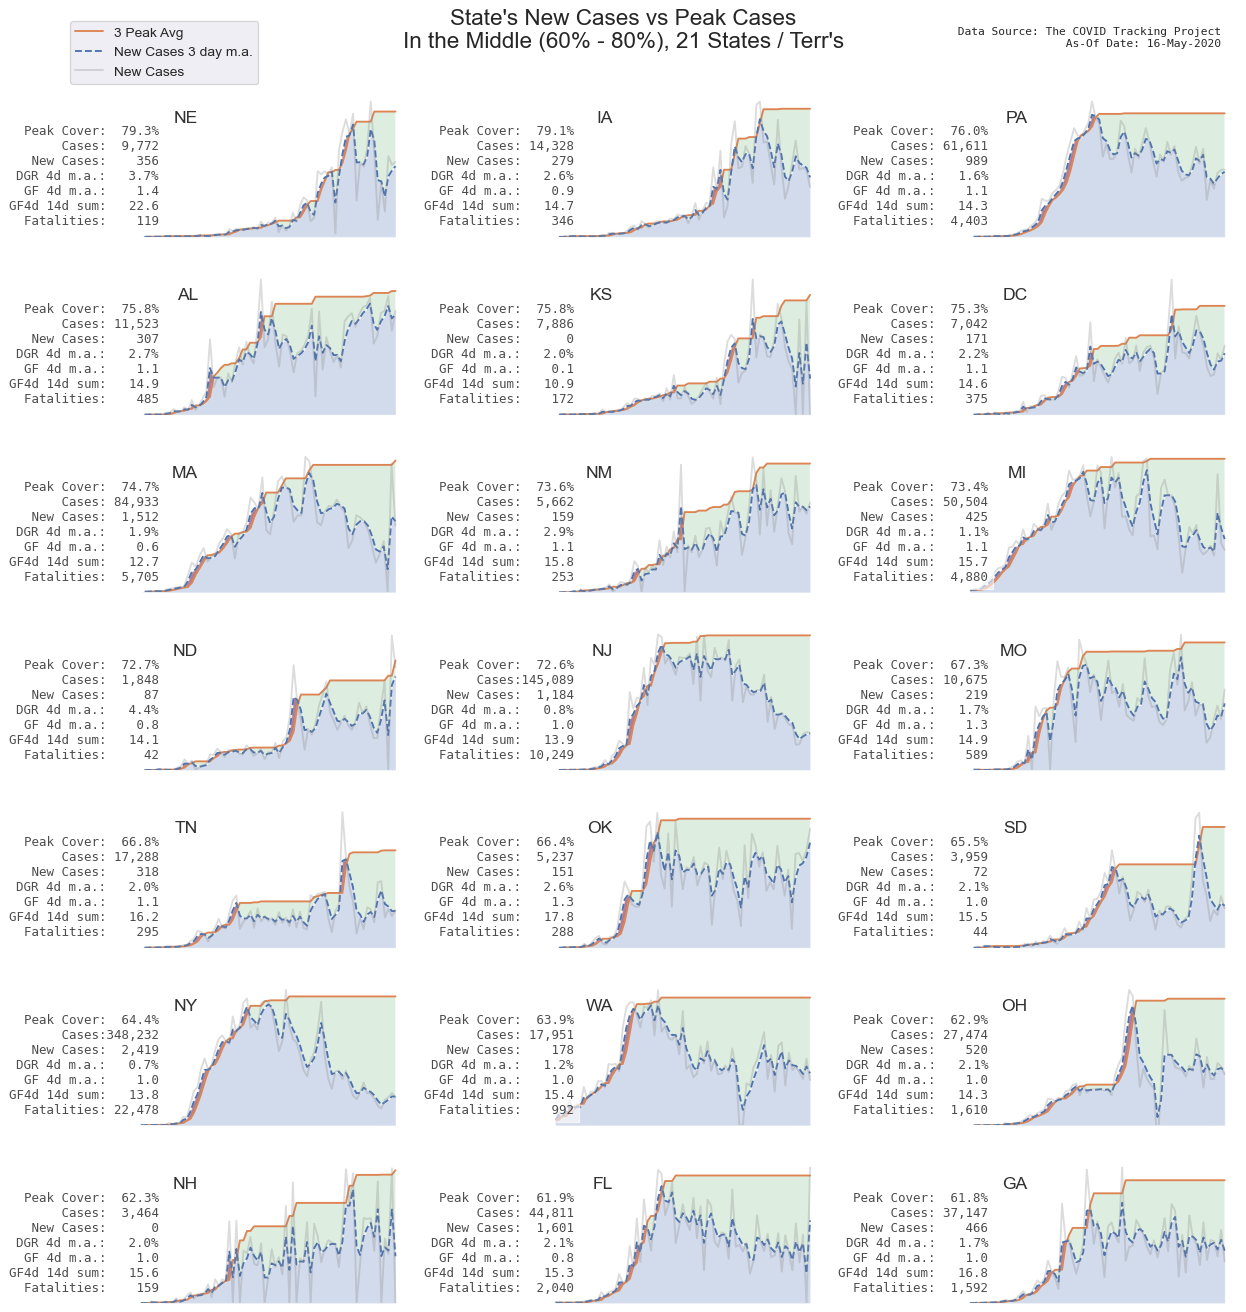 State's New Cases vs Peak Cases
In the Middle (60% - 80%), 21 States / Terr's
3 Peak Avg
New Cases 3 day m.a.
New Cases
Data Source: The COVID Tracking Project
As-Of Date: 16-May-2020
NE
Peak Cover: 79.3%
Cases: 9,772
New Cases: 356
DGR 4d m.a.: 3.7%
GF 4d m.a.: 1.4
GF4d 14d sum: 22.6
Fatalities: 119
IA
Peak Cover: 79.1%
Cases: 14,328
New Cases: 279
DGR 4d m.a.: 2.6%
GF 4d m.a.: 0.9
GF4d 14d sum: 14.7
Fatalities: 346
PA
Peak Cover: 76.0%
Cases: 61,611
New Cases: 989
DGR 4d m.a.: 1.6%
GF 4d m.a.: 1.1
GF4d 14d sum: 14.3
Fatalities: 4,403
AL
Peak Cover: 75.8%
Cases: 11,523
New Cases: 307
DGR 4d m.a.: 2.7%
GF 4d m.a.: 1.1
GF4d 14d sum: 14.9
Fatalities: 485
KS
Peak Cover: 75.8%
Cases: 7,886
New Cases: 0
DGR 4d m.a.: 2.0%
GF 4d m.a.: 0.1
GF4d 14d sum: 10.9
Fatalities: 172
DC
Peak Cover: 75.3%
Cases: 7,042
New Cases: 171
DGR 4d m.a.: 2.2%
GF 4d m.a.: 1.1
GF4d 14d sum: 14.6
Fatalities: 375
MA
Peak Cover: 74.7%
Cases: 84,933
New Cases: 1,512
DGR 4d m.a.: 1.9%
GF 4d m.a.: 0.6
GF4d 14d sum: 12.7
Fatalities: 5,705
NM
Peak Cover: 73.6%
Cases: 5,662
New Cases: 159
DGR 4d m.a.: 2.9%
GF 4d m.a.: 1.1
GF4d 14d sum: 15.8
Fatalities: 253
MI
Peak Cover: 73.4%
Cases: 50,504
New Cases: 425
DGR 4d m.a.: 1.1%
GF 4d m.a.: 1.1
GF4d 14d sum: 15.7
Fatalities: 4,880
ND
Peak Cover: 72.7%
Cases: 1,848
New Cases: 87
DGR 4d m.a.: 4.4%
GF 4d m.a.: 0.8
GF4d 14d sum: 14.1
Fatalities: 42
NJ
Peak Cover: 72.6%
Cases:145,089
New Cases: 1,184
DGR 4d m.a.: 0.8%
GF 4d m.a.: 1.0
GF4d 14d sum: 13.9
Fatalities: 10,249
MO
Peak Cover: 67.3%
Cases: 10,675
New Cases: 219
DGR 4d m.a.: 1.7%
GF 4d m.a.: 1.3
GF4d 14d sum: 14.9
Fatalities: 589
TN
Peak Cover: 66.8%
Cases: 17,288
New Cases: 318
DGR 4d m.a.: 2.0%
GF 4d m.a.: 1.1
GF4d 14d sum: 16.2
Fatalities: 295
OK
Peak Cover: 66.4%
Cases: 5,237
New Cases: 151
DGR 4d m.a.: 2.6%
GF 4d m.a.: 1.3
GF4d 14d sum: 17.8
Fatalities: 288
SD
Peak Cover: 65.5%
Cases: 3,959
New Cases: 72
DGR 4d m.a.: 2.1%
GF 4d m.a.: 1.0
GF4d 14d sum: 15.5
Fatalities: 44
NY
Peak Cover: 64.4%
Cases:348,232
New Cases: 2,419
DGR 4d m.a.: 0.7%
GF 4d m.a.: 1.0
GF4d 14d sum: 13.8
Fatalities: 22,478
WA
Peak Cover: 63.9%
Cases: 17,951
New Cases: 178
DGR 4d m.a.: 1.2%
GF 4d m.a.: 1.0
GF4d 14d sum: 15.4
Fatalities: 992
OH
Peak Cover: 62.9%
Cases: 27,474
New Cases: 520
DGR 4d m.a.: 2.1%
GF 4d m.a.: 1.0
GF4d 14d sum: 14.3
Fatalities: 1,610
NH
Peak Cover: 62.3%
Cases: 3,464
New Cases: 0
DGR 4d m.a.: 2.0%
GF 4d m.a.: 1.0
GF4d 14d sum: 15.6
Fatalities: 159
FL
Peak Cover: 61.9%
Cases: 44,811
New Cases: 1,601
DGR 4d m.a.: 2.1%
GF 4d m.a.: 0.8
GF4d 14d sum: 15.3
Fatalities: 2,040
GA
Peak Cover: 61.8%
Cases: 37,147
New Cases: 466
DGR 4d m.a.: 1.7%
GF 4d m.a.: 1.0
GF4d 14d sum: 16.8
Fatalities: 1,592